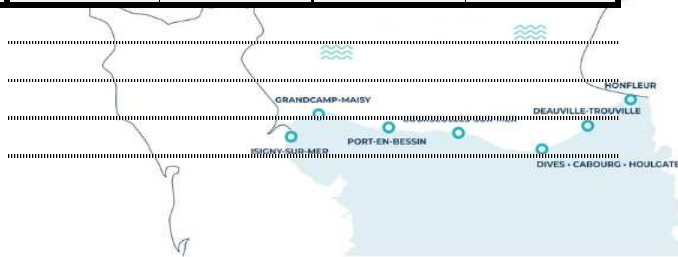 HONFLEUR
GRANDCAMP-MAISY
DEAUVILLE-TROUVILLE
PORT-EN-BESSIN
ISIGNY-SUR-MER
DIVES • CABOURG • HOULGATE